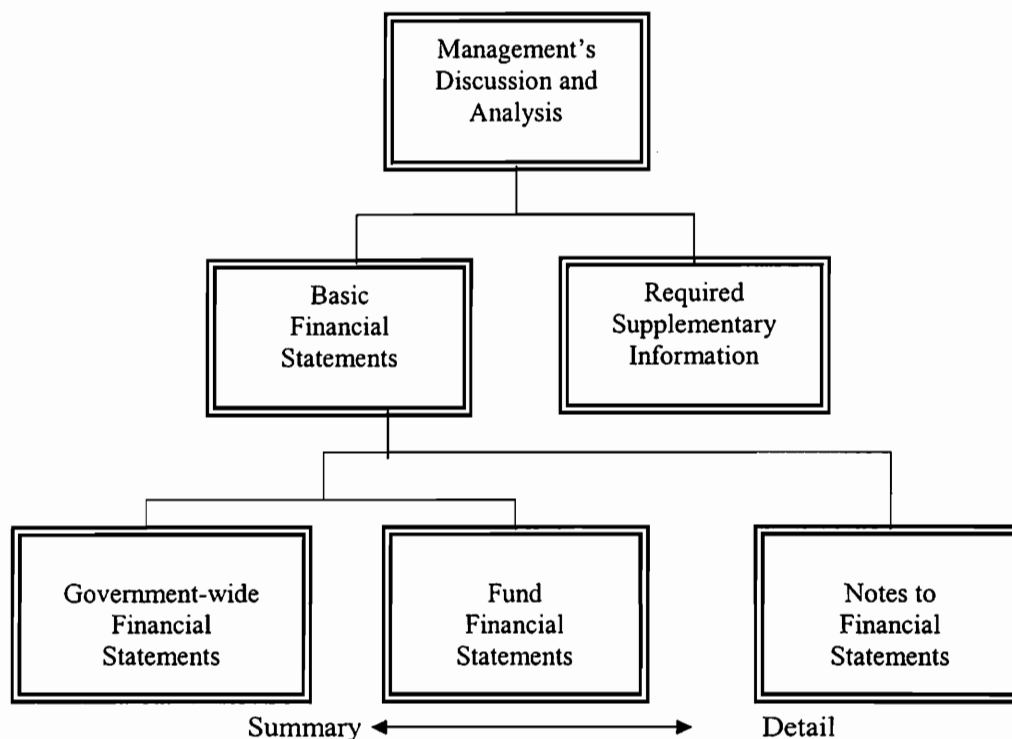 Management's
Discussion and
Analysis
Basic
Financial
Statements
Required
Supplementary
Information
Government-wide
Financial
Statements
Fund
Financial
Statements
Notes to
Financial
Statements
Summary
Detail